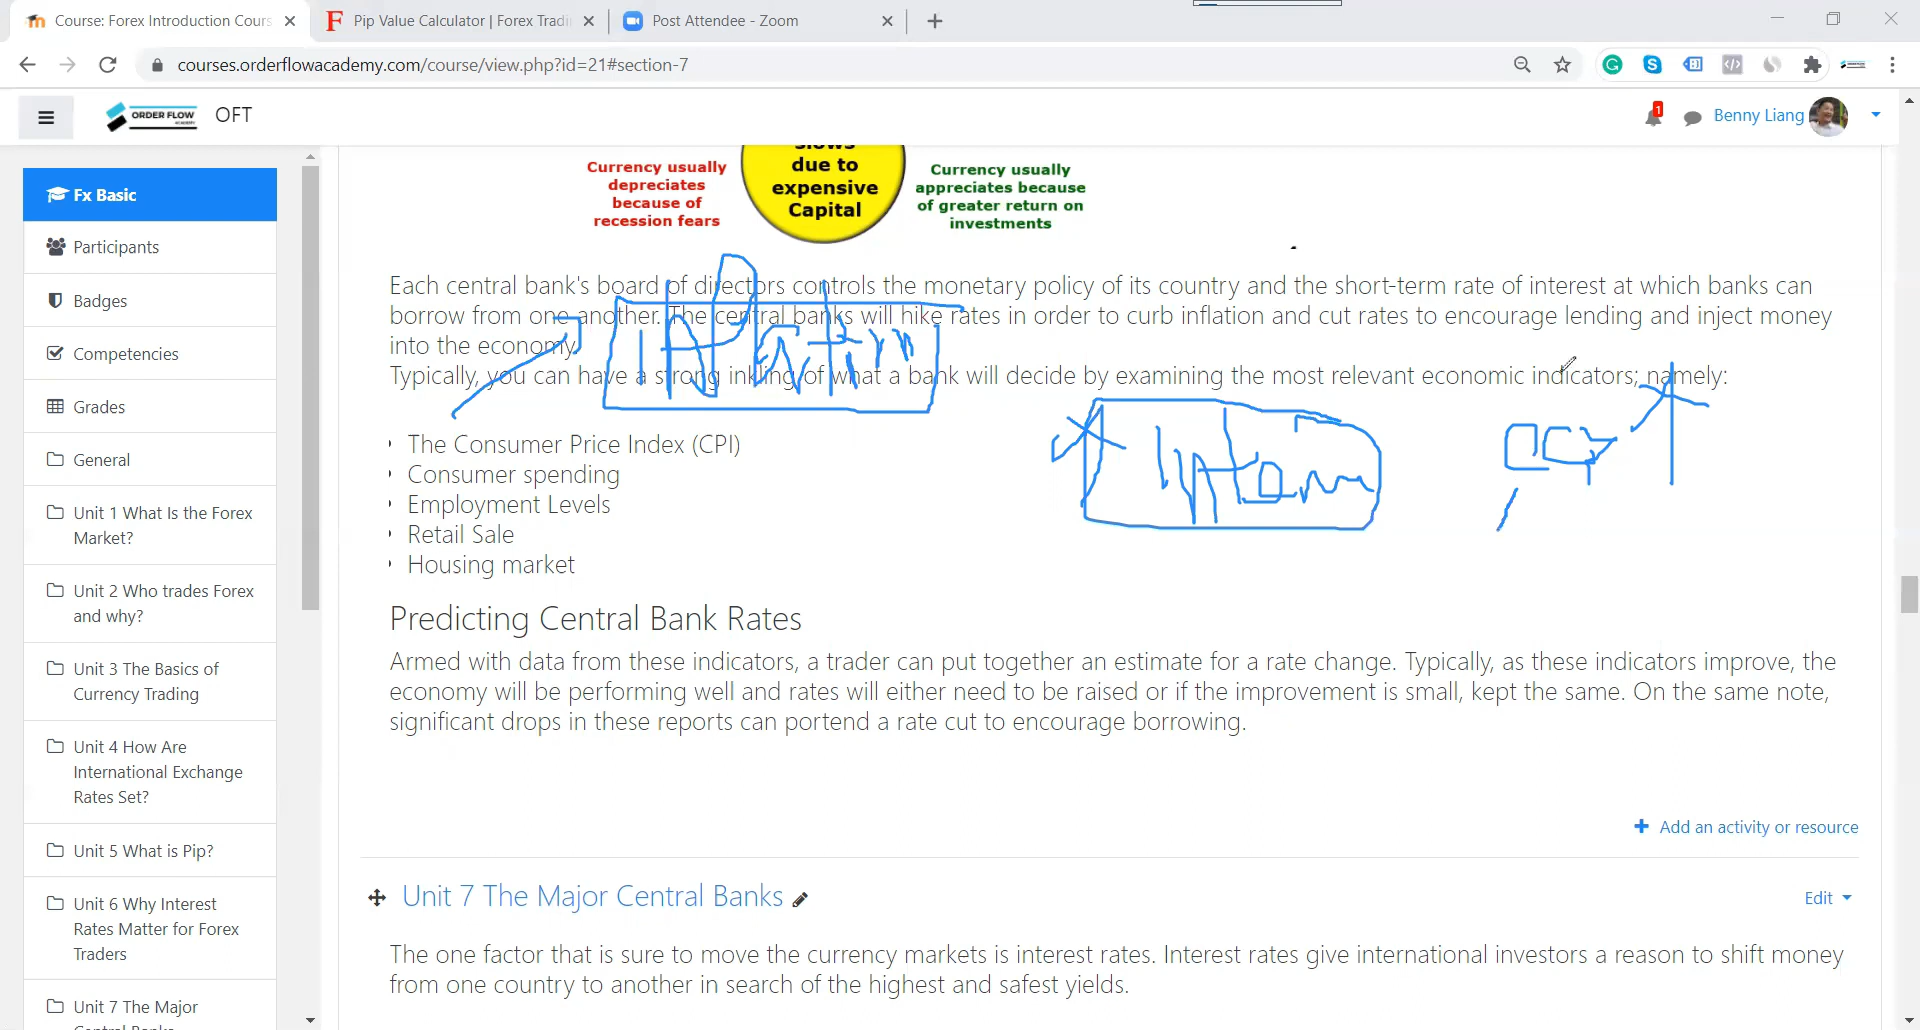 Course: Forex Introduction Cours
Pip Value Calculator | Forex Tradi
Post Attendee - Zoom
courses.orderflowacademy.com/course/view.php?id=21#section-7
ORDER FLOW
ACADEMY
OFT
1
Benny Liang
Fx Basic
Participants
Badges
Competencies
Grades
General
Unit 1 What Is the Forex
Market?
Unit 2 Who trades Forex
and why?
Unit 3 The Basics of
Currency Trading
Unit 4 How Are
International Exchange
Rates Set?
Unit 5 What is Pip?
Unit 6 Why Interest
Rates Matter for Forex
Traders
Unit 7 The Major
Central Banks
Currency usually
depreciates
because of
recession fears
slows
due to
expensive
Capital
Currency usually
appreciates because
of greater return on
investments
Each central bank's board of directors controls the monetary policy of its country and the short-term rate of interest at which banks can
borrow from one another. The central banks will hike rates in order to curb inflation and cut rates to encourage lending and inject money
into the economy.
Typically, you can have a strong inkling of what a bank will decide by examining the most relevant economic indicators; namely:
The Consumer Price Index (CPI)
Consumer spending
Employment Levels
Retail Sale
Housing market
Predicting Central Bank Rates
Armed with data from these indicators, a trader can put together an estimate for a rate change. Typically, as these indicators improve, the
economy will be performing well and rates will either need to be raised or if the improvement is small, kept the same. On the same note,
significant drops in these reports can portend a rate cut to encourage borrowing.
Add an activity or resource
Unit 7 The Major Central Banks
Edit
The one factor that is sure to move the currency markets is interest rates. Interest rates give international investors a reason to shift money
from one country to another in search of the highest and safest yields.